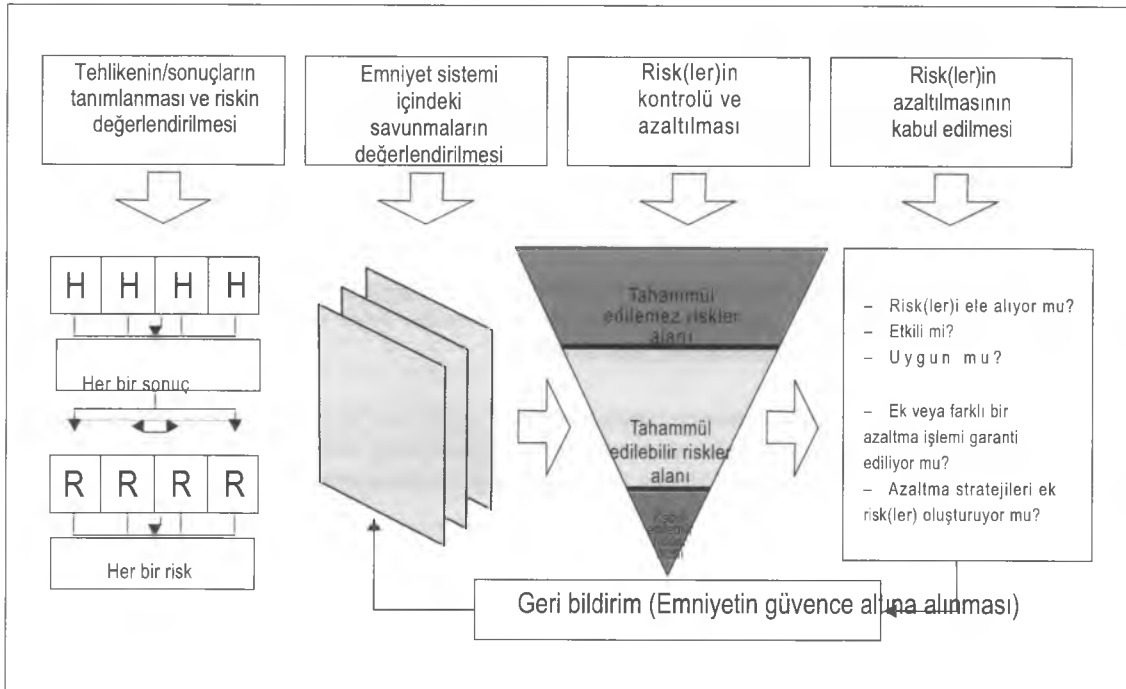 Tehlikenin/sonuçların
tanımlanması ve riskin
değerlendirilmesi
Emniyet sistemi
içindeki
savunmaların
değerlendirilmesi
Risk(ler)in
kontrolü ve
azaltılması
Risk(ler)in
azaltılmasının
kabul edilmesi
H H H H
Her bir sonuç
R R R R
Her bir risk
Tahammül
edilemez riskler
alanı
Tahammül
edilebilir riskler
alanı
– Risk(ler)i ele alıyor mu?
– Etkili mi?
– Uygun mu?
– Ek veya farklı bir
azaltma işlemi garanti
ediliyor mu?
– Azaltma stratejileri ek
risk(ler) oluşturuyor mu?
Geri bildirim (Emniyetin güvence altına alınması)